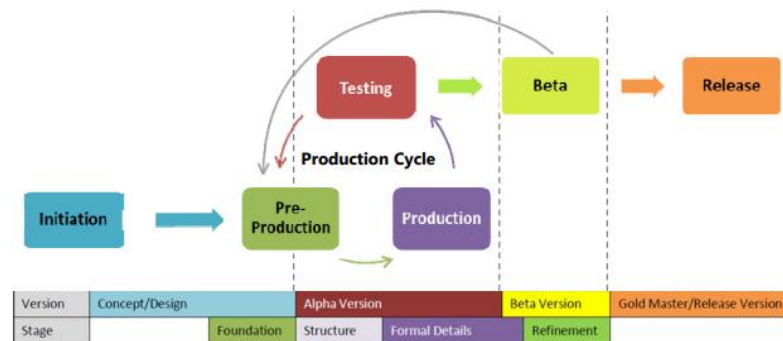 Testing
Beta
Release
Production Cycle
Initiation
Pre-
Production
Production
Version Concept/Design Alpha Version Beta Version Gold Master/Release Version
Stage Foundation Structure Formal Details Refinement